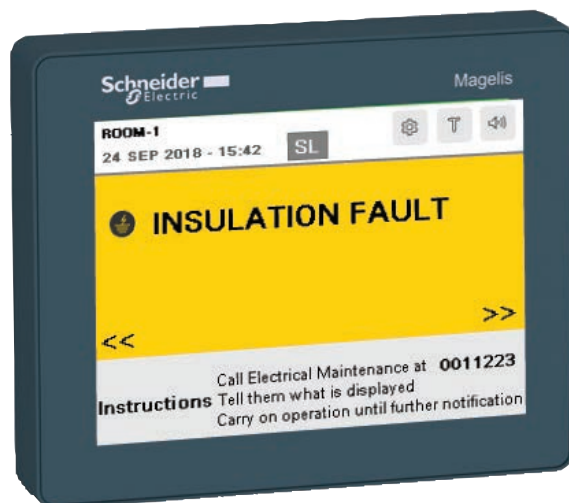 Schneider
Electric
Magelis
ROOM-1
24 SEP 2018 - 15:42
SL
T
INSULATION FAULT
<<
>>
Call Electrical Maintenance at 0011223
Instructions Tell them what is displayed
Carry on operation until further notification